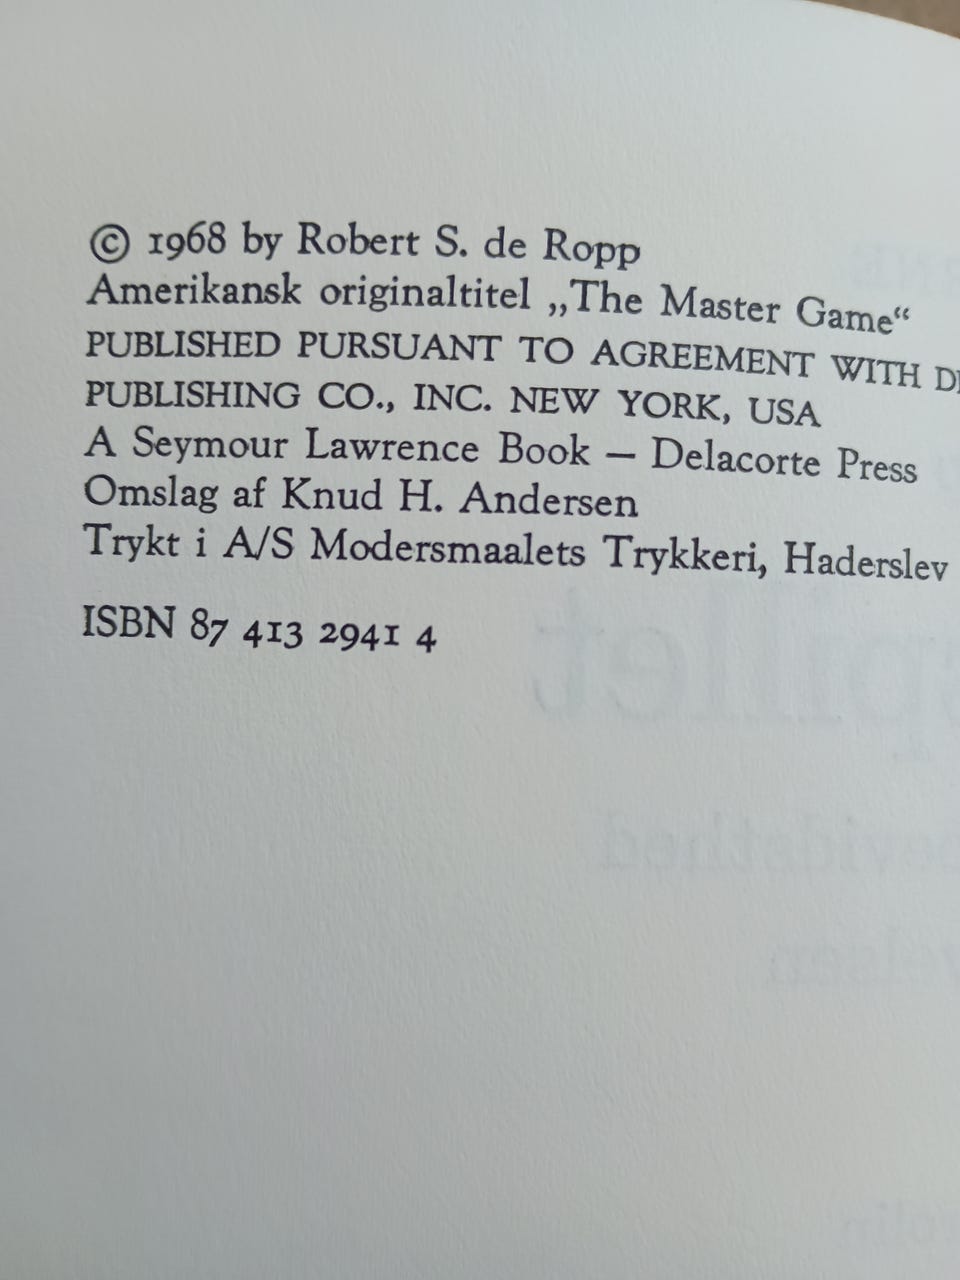 © 1968 by Robert S. de Ropp
Amerikansk originaltitel „The Master Game“
PUBLISHED PURSUANT TO AGREEMENT WITH
PUBLISHING CO., INC. NEW YORK, USA
A Seymour Lawrence Book — Delacorte Press
Omslag af Knud H. Andersen
Trykt i A/S Modersmaalets Trykkeri, Haderslev
ISBN 87 413 2941 4